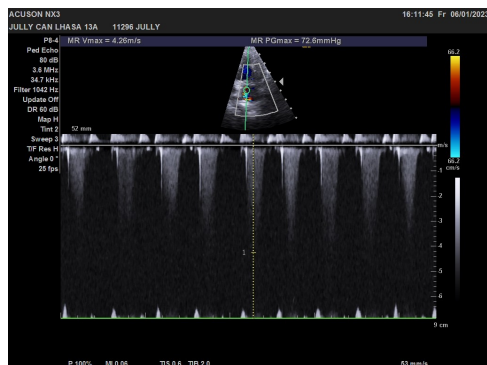 ACUSON NX3 16:11:45 Fr 06/01/2023
JULLY CAN LHASA 13A 11296 JULLY
P8-4 MR Vmax = 4.26m/s MR PGmax = 72.6mmHg
Ped Echo
80 dB
3.6 MHz
34.7 kHz
Filter 1042 Hz
Update Off
DR 60 dB
Map H
Tint 2
Sweep 3
T/F Res H
Angle 0 °
25 fps
66.2
66.2
cm/s
52 mm
m/s
-1
-2
-3
-4
-5
-6
1
9 cm
P 100% MI 0.06 TIS 0.6 TIB 2.0 53 mm/s